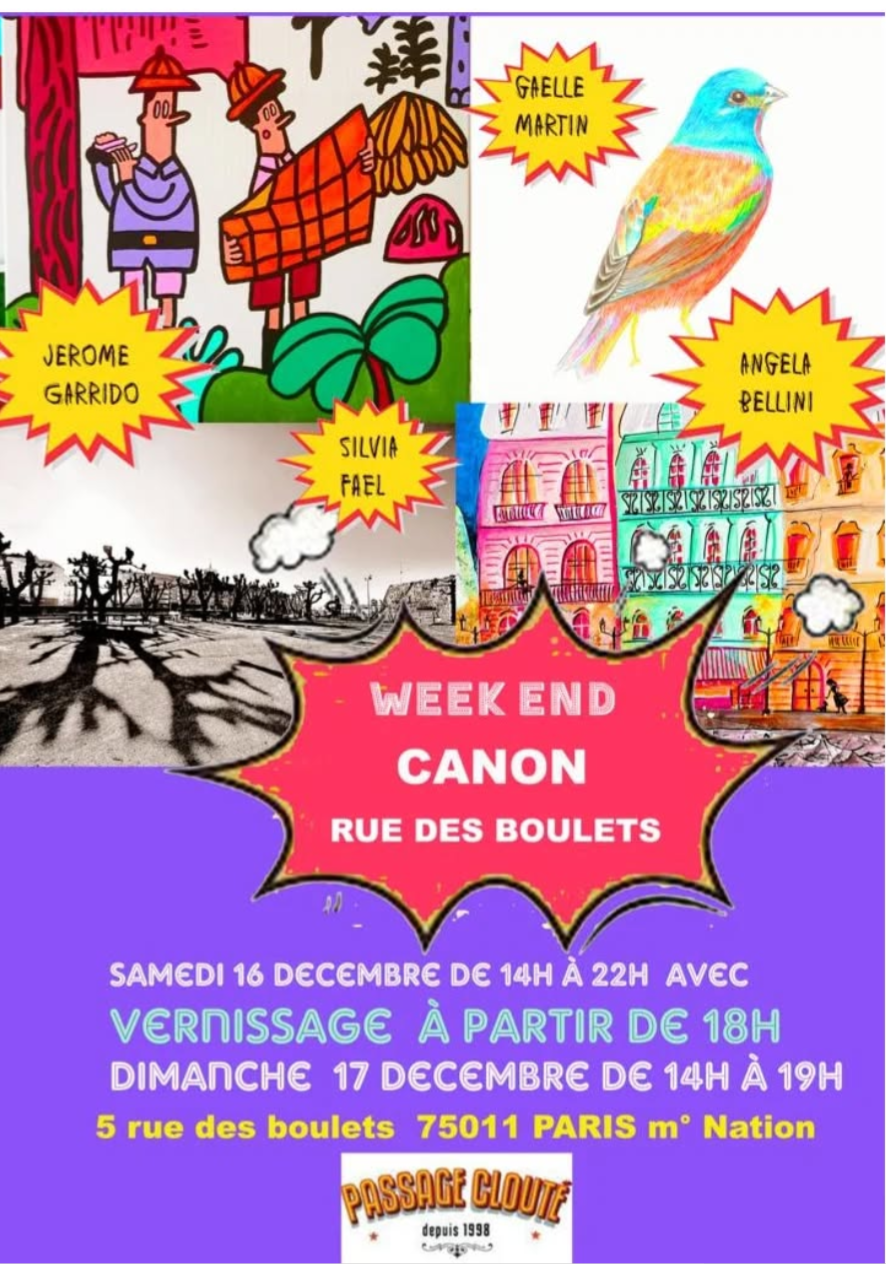 GAELLE
MARTIN
JEROME
GARRIDO
ANGELA
BELLINI
SILVIA
FAEL
WEEK END
CANON
RUE DES BOULETS
SAMEDI 16 DECEMBRE DE 14H À 22H AVEC
VERNISSAGE À PARTIR DE 18H
DIMANCHE 17 DECEMBRE DE 14H À 19H
5 rue des boulets 75011 PARIS m° Nation
PASSAGE CLOUTÉ
depuis 1998